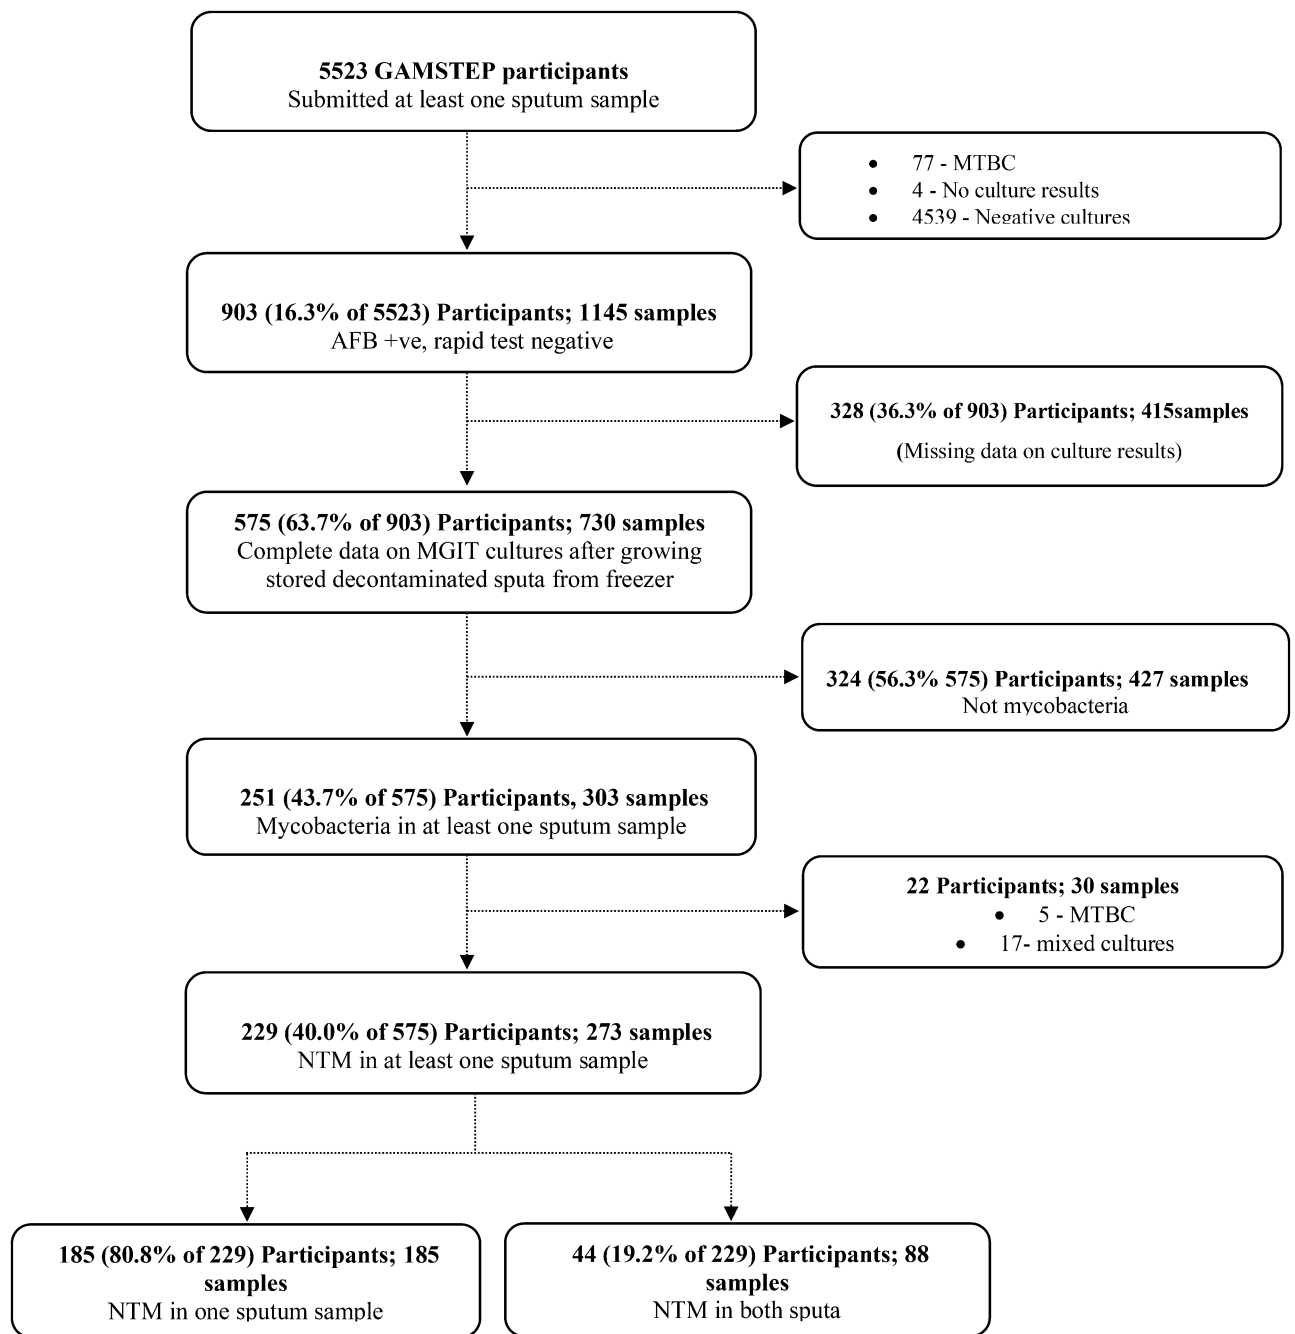 5523 GAMSTEP participants
Submitted at least one sputum sample
• 77 - MTBC
• 4 - No culture results
• 4539 - Negative cultures
903 (16.3% of 5523) Participants; 1145 samples
AFB +ve, rapid test negative
328 (36.3% of 903) Participants; 415samples
(Missing data on culture results)
575 (63.7% of 903) Participants; 730 samples
Complete data on MGIT cultures after growing
stored decontaminated sputa from freezer
324 (56.3% 575) Participants; 427 samples
Not mycobacteria
251 (43.7% of 575) Participants, 303 samples
Mycobacteria in at least one sputum sample
22 Participants; 30 samples
• 5 - MTBC
• 17- mixed cultures
229 (40.0% of 575) Participants; 273 samples
NTM in at least one sputum sample
185 (80.8% of 229) Participants; 185
samples
NTM in one sputum sample
44 (19.2% of 229) Participants; 88
samples
NTM in both sputa